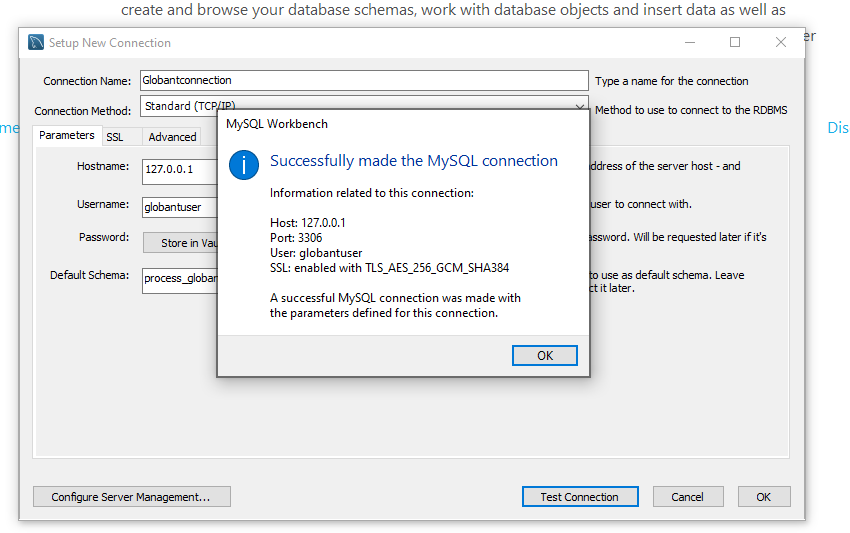 create and browse your database schemas, work with database objects and insert data as well as
er
Setup New Connection
Connection Name:
Globantconnection
Type a name for the connection
Connection Method:
Standard (TCP/IP)
Method to use to connect to the RDBMS
me
Dis
Parameters
SSL
Advanced
Hostname:
127.0.0.1
address of the server host - and
Username:
globantuser
user to connect with.
Password:
Store in Vau
assword. Will be requested later if it's
Default Schema:
process_globan
to use as default schema. Leave
ct it later.
MySQL Workbench
Successfully made the MySQL connection
Information related to this connection:
Host: 127.0.0.1
Port: 3306
User: globantuser
SSL: enabled with TLS_AES_256_GCM_SHA384
A successful MySQL connection was made with
the parameters defined for this connection.
OK
Configure Server Management...
Test Connection
Cancel
OK